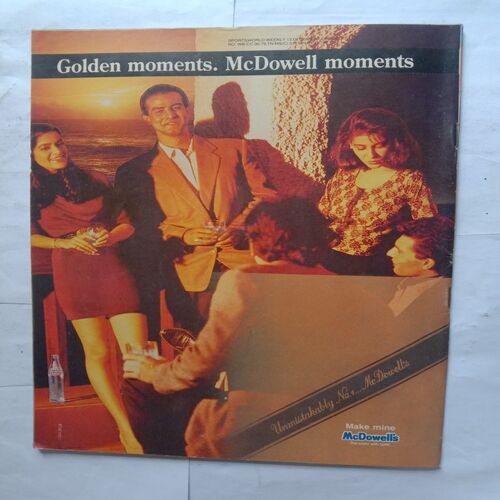 Golden moments. McDowell moments
Unmistakably No.1...McDowell's
Make mine
McDowell's